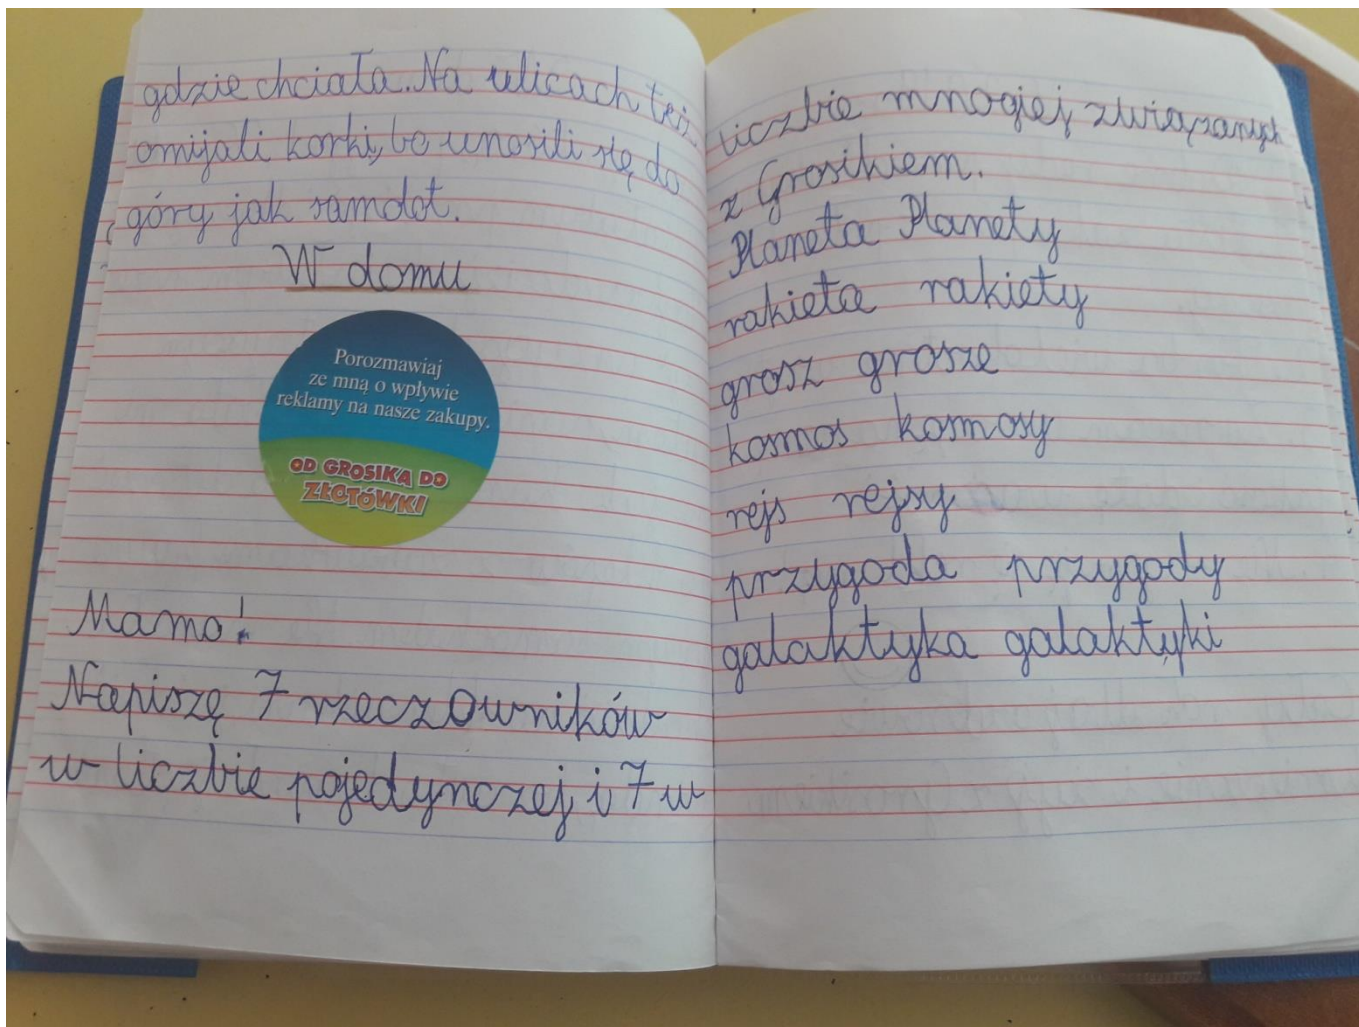 gdzie chciała. Na ulicach też
omijali korki, bo unosili się do
góry jak samolot.
W domu
Porozmawiaj
ze mną o wpływie
reklamy na nasze zakupy.
OD GROSIKA DO
ZŁOTÓWKI
Mamo!
Napiszę 7 rzeczowników
w liczbie pojedynczej i 7 w
liczbie mnogiej związanych
z Grosikiem.
Planeta Planety
rakieta rakiety
grosz grosze
kosmos kosmosy
rejs rejsy
przygoda przygody
galaktyka galaktyki